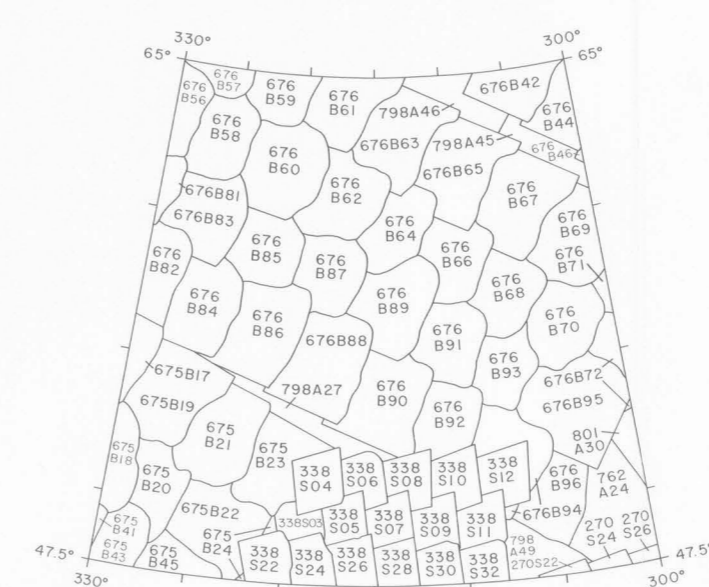 330°
300°
65°
65°
676
B57
676
B56
676
B59
676
B61
798A46
676B42
676
B44
676
B58
676B63
798A45
676
B46
676
B60
676B65
676
B62
676
B67
676B81
676B83
676
B64
676
B69
676
B85
676
B66
676
B82
676
B87
676
B71
676
B68
676
B84
676
B89
676
B86
676B88
676
B91
676
B70
675B17
676
B93
676B72
675B19
798A27
676
B90
676B95
676
B92
675
B21
801
A30
675
B18
675
B23
675
B20
338
S04
338
S06
338
S08
338
S10
338
S12
676
B96
762
A24
675B22
338S03
338
S05
338
S07
338
S09
338
S11
676B94
675
B41
270
S24
270
S26
675
B43
675
B45
675
B24
338
S22
338
S24
338
S26
338
S28
338
S30
338
S32
798
A49
270S22
47.5°
47.5°
330°
300°